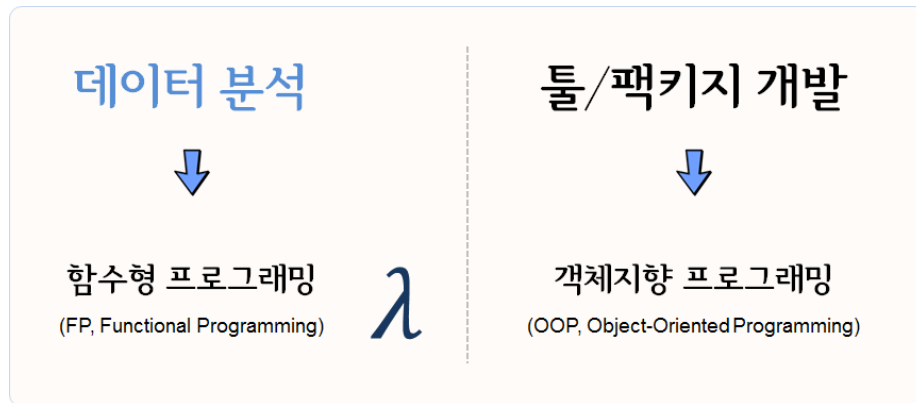 데이터 분석
함수형 프로그래밍
(FP, Functional Programming)
λ
툴/팩키지 개발
객체지향 프로그래밍
(OOP, Object-Oriented Programming)